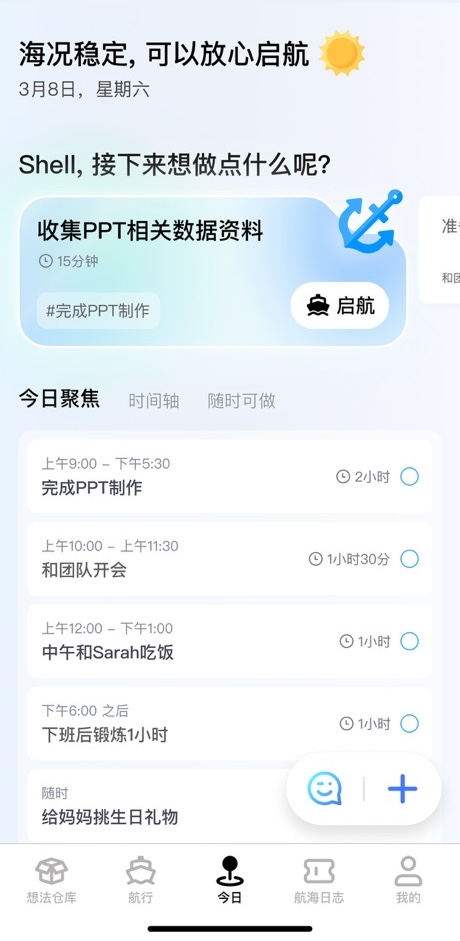 海况稳定, 可以放心启航
3月8日，星期六
Shell, 接下来想做点什么呢?
收集PPT相关数据资料
15分钟
#完成PPT制作
启航
准
和团
今日聚焦 时间轴 随时可做
上午9:00 – 下午5:30
完成PPT制作
2小时
上午10:00 – 上午11:30
和团队开会
1小时30分
上午12:00 – 下午1:00
中午和Sarah吃饭
1小时
下午6:00 之后
下班后锻炼1小时
1小时
随时
给妈妈挑生日礼物
想法仓库 航行 今日 航海日志 我的